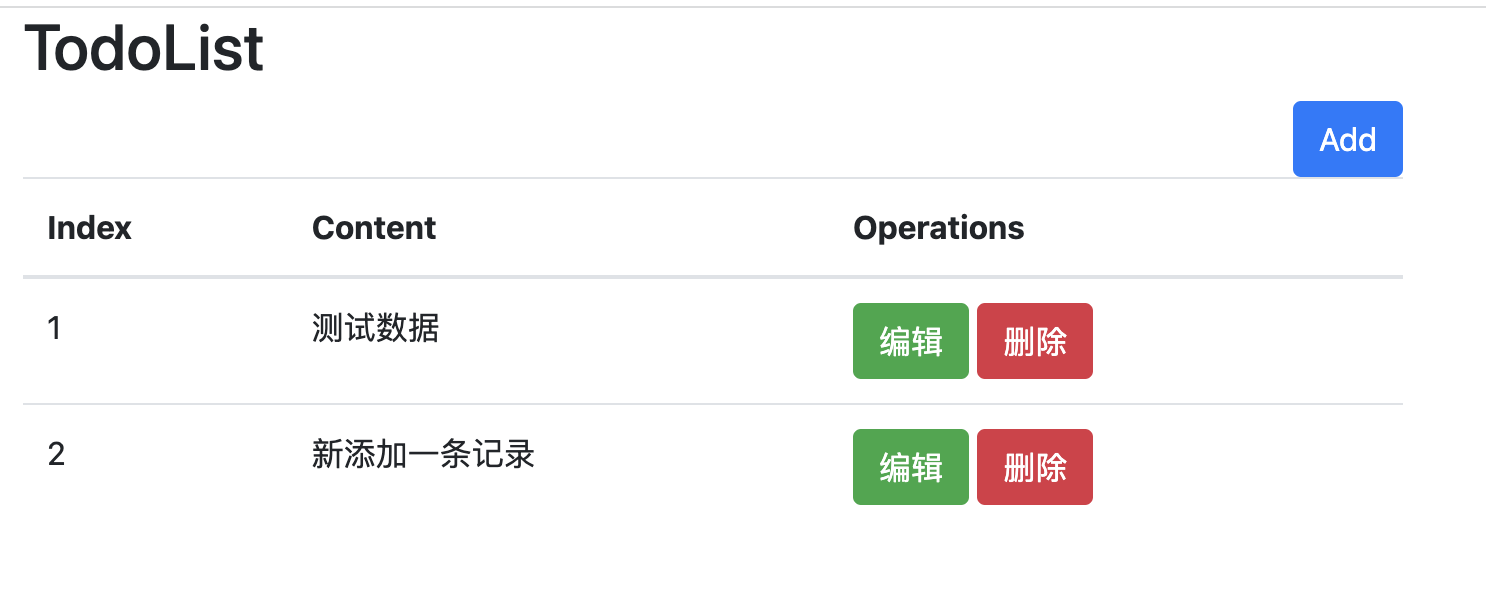 TodoList
Add
Index Content Operations
1 测试数据 编辑 删除
2 新添加一条记录 编辑 删除